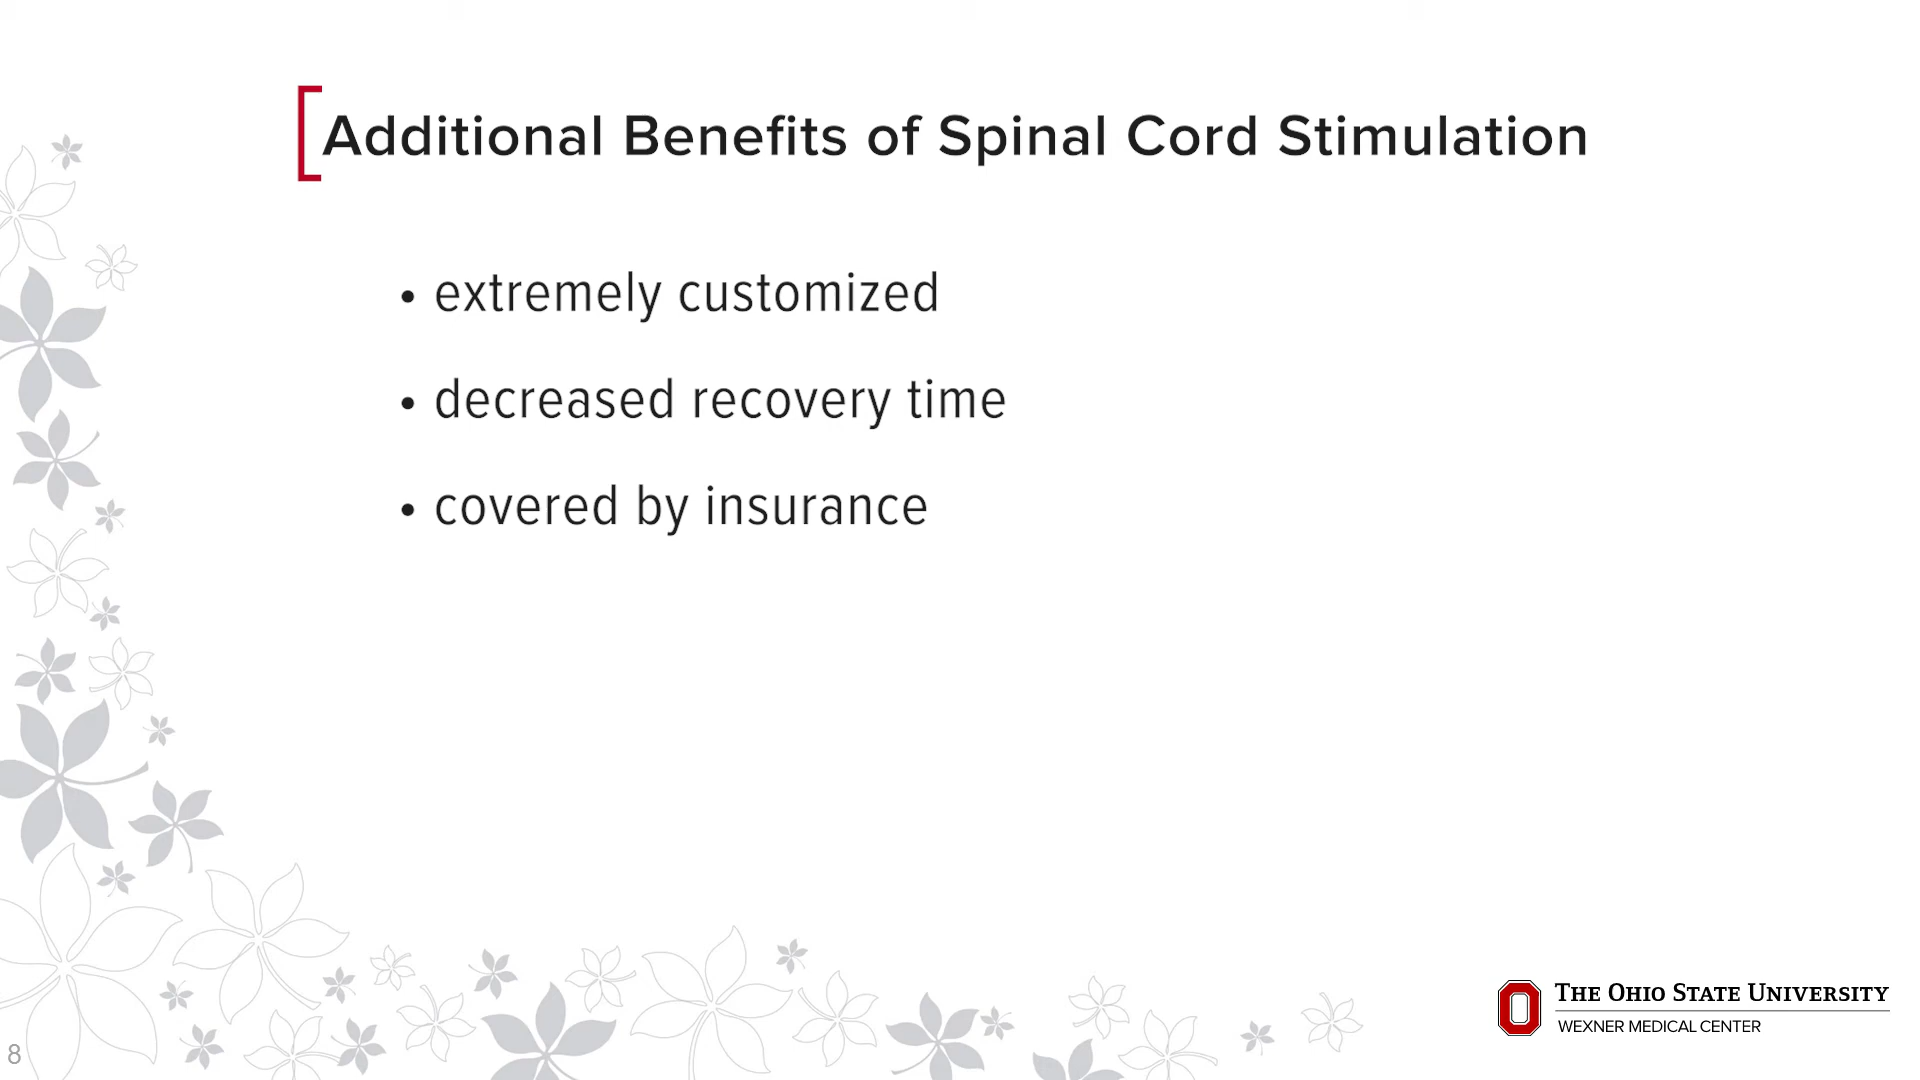 Additional Benefits of Spinal Cord Stimulation
• extremely customized
• decreased recovery time
• covered by insurance
THE OHIO STATE UNIVERSITY
WEXNER MEDICAL CENTER
8